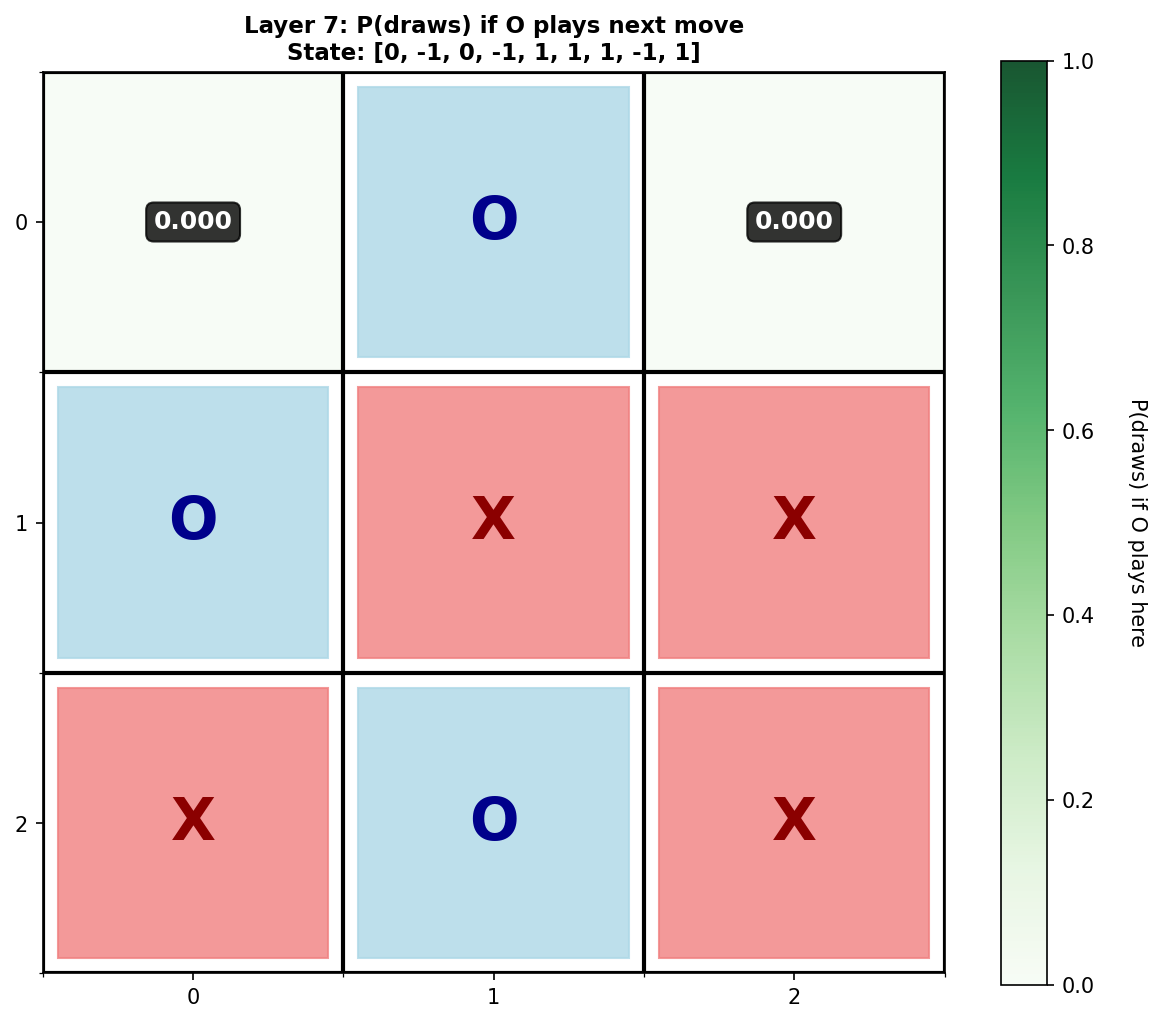 Layer 7: P(draws) if O plays next move
State: [0, -1, 0, -1, 1, 1, 1, -1, 1]
0.000
O
0.000
O
X
X
X
O
X
0
1
2
0
1
2
1.0
0.8
0.6
0.4
0.2
0.0
P(draws) if O plays here